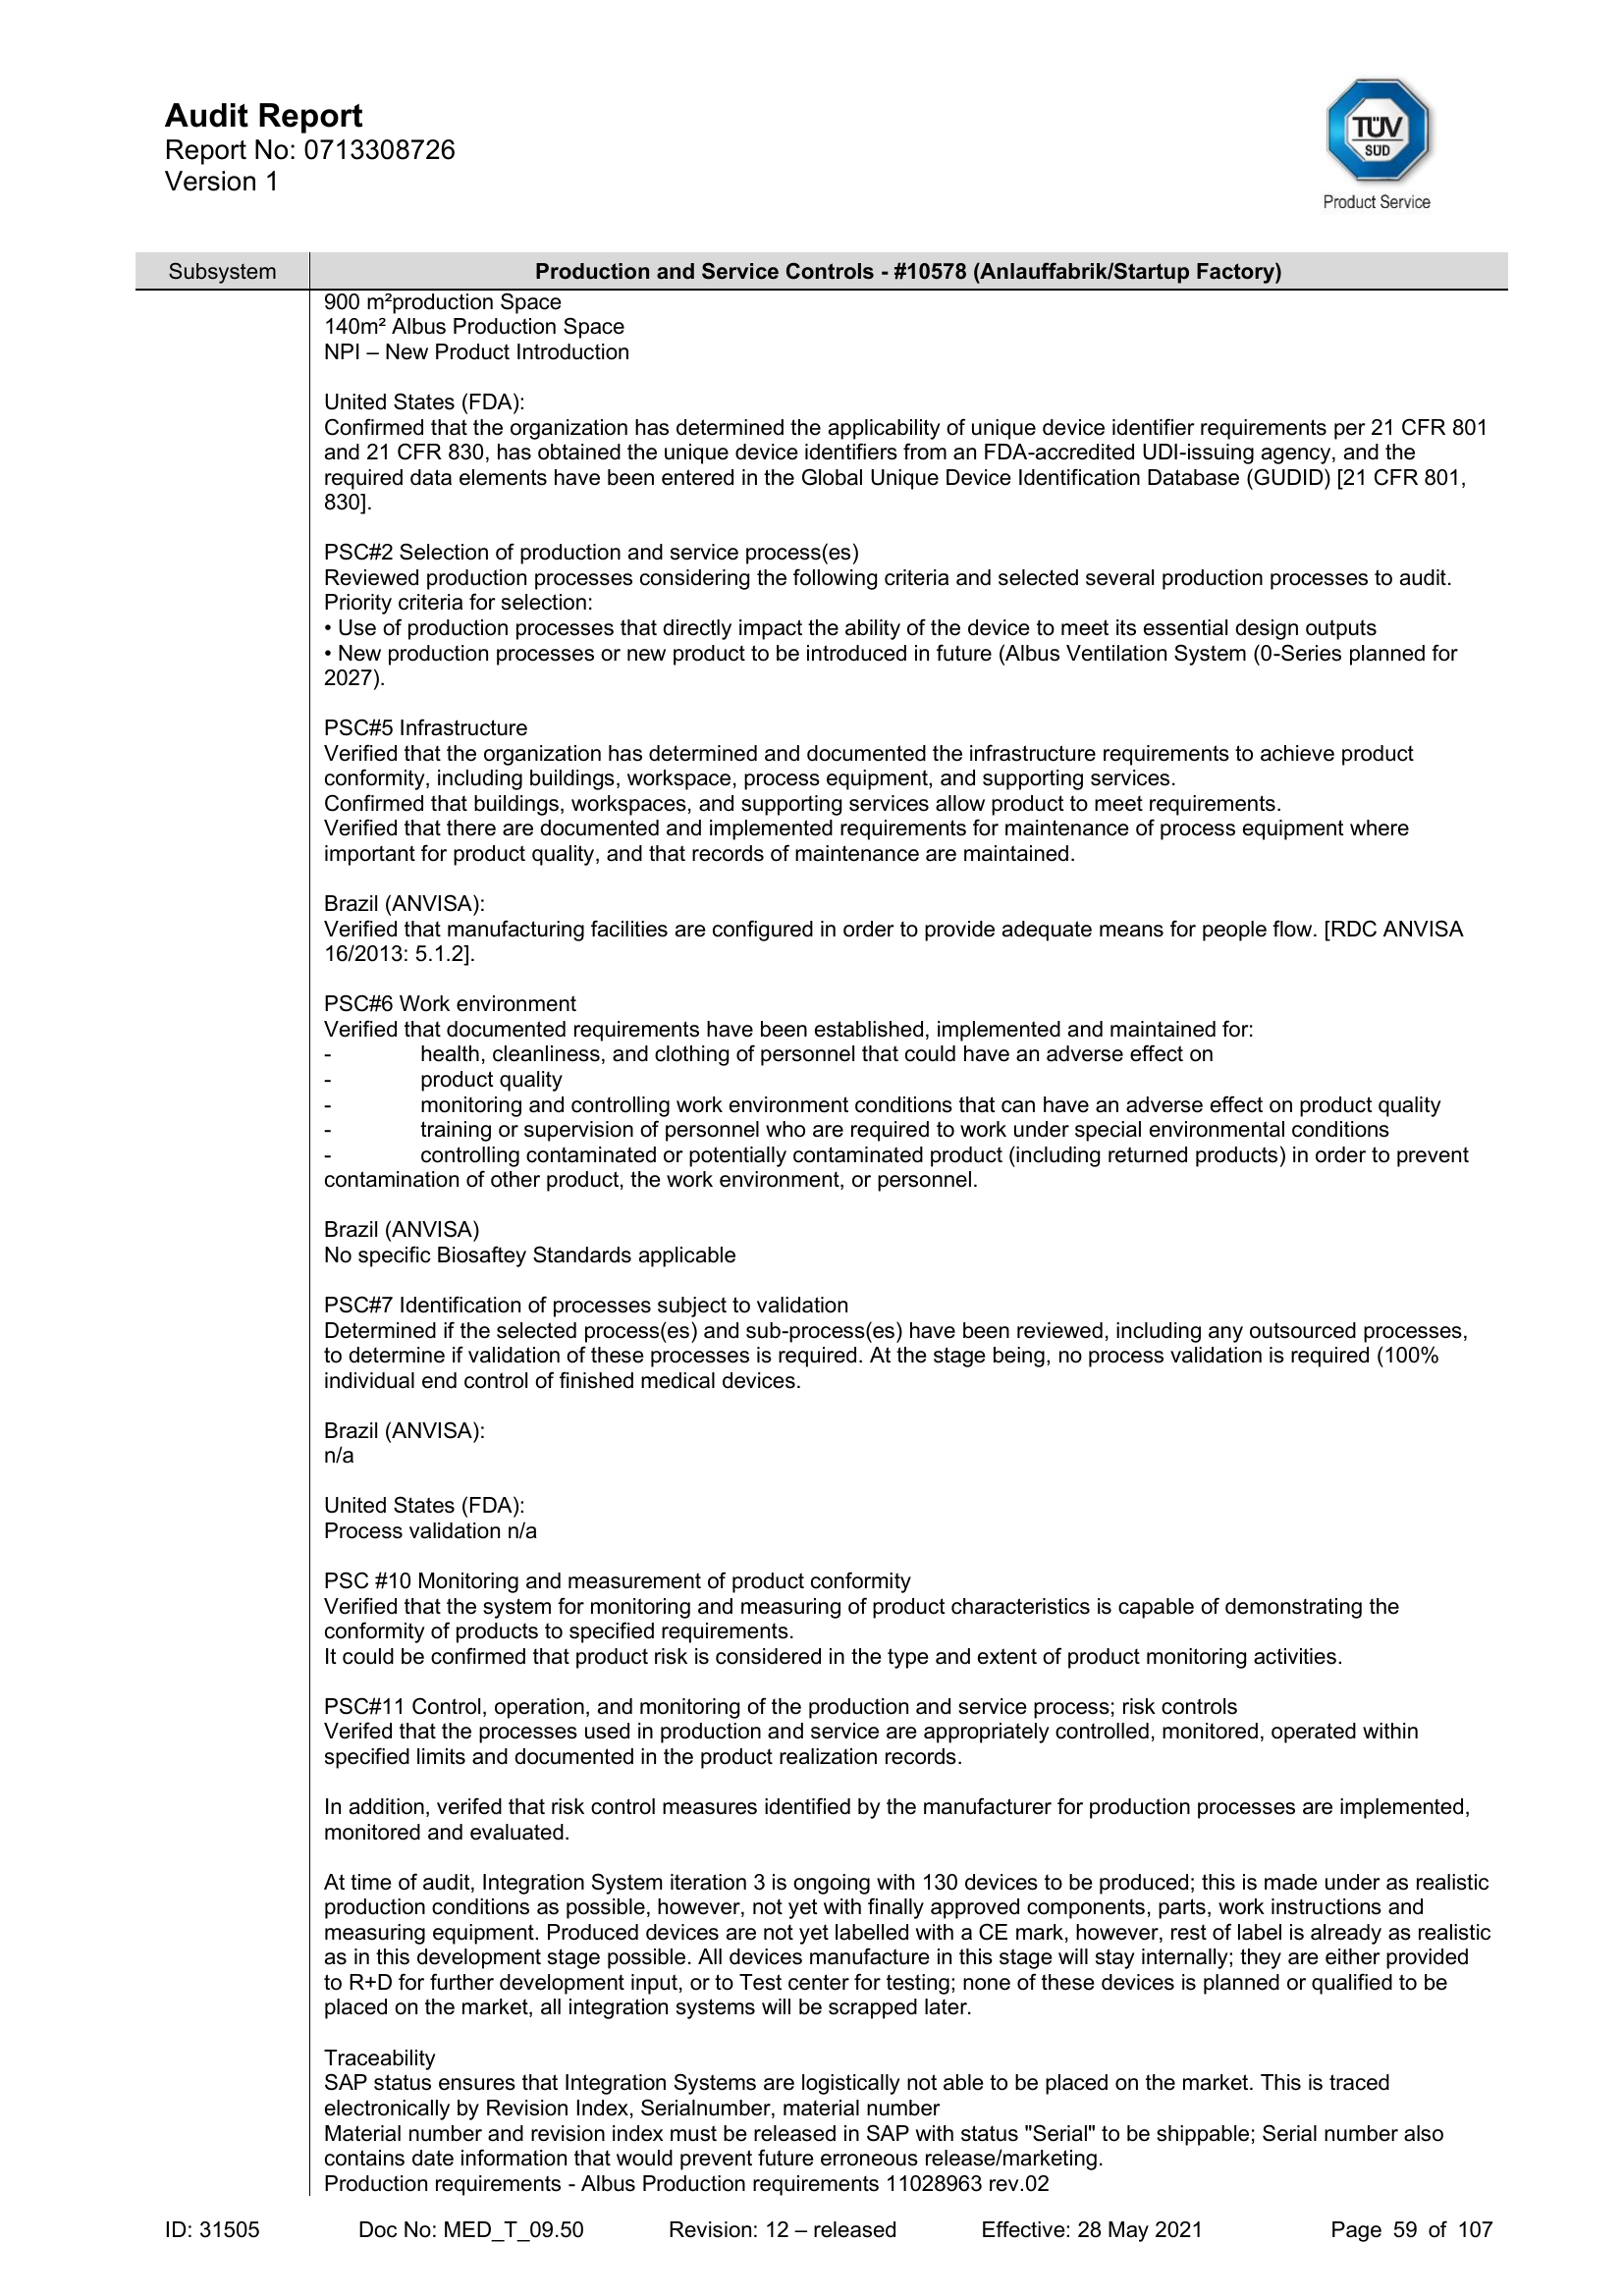 Audit Report
Report No: 0713308726
Version 1
TÜV
SÜD
Product Service
Subsystem
Production and Service Controls - #10578 (Anlauffabrik/Startup Factory)
900 m²production Space
140m² Albus Production Space
NPI – New Product Introduction
United States (FDA):
Confirmed that the organization has determined the applicability of unique device identifier requirements per 21 CFR 801
and 21 CFR 830, has obtained the unique device identifiers from an FDA-accredited UDI-issuing agency, and the
required data elements have been entered in the Global Unique Device Identification Database (GUDID) [21 CFR 801,
830].
PSC#2 Selection of production and service process(es)
Reviewed production processes considering the following criteria and selected several production processes to audit.
Priority criteria for selection:
• Use of production processes that directly impact the ability of the device to meet its essential design outputs
• New production processes or new product to be introduced in future (Albus Ventilation System (0-Series planned for
2027).
PSC#5 Infrastructure
Verified that the organization has determined and documented the infrastructure requirements to achieve product
conformity, including buildings, workspace, process equipment, and supporting services.
Confirmed that buildings, workspaces, and supporting services allow product to meet requirements.
Verified that there are documented and implemented requirements for maintenance of process equipment where
important for product quality, and that records of maintenance are maintained.
Brazil (ANVISA):
Verified that manufacturing facilities are configured in order to provide adequate means for people flow. [RDC ANVISA
16/2013: 5.1.2].
PSC#6 Work environment
Verified that documented requirements have been established, implemented and maintained for:
- health, cleanliness, and clothing of personnel that could have an adverse effect on
- product quality
- monitoring and controlling work environment conditions that can have an adverse effect on product quality
- training or supervision of personnel who are required to work under special environmental conditions
- controlling contaminated or potentially contaminated product (including returned products) in order to prevent
contamination of other product, the work environment, or personnel.
Brazil (ANVISA)
No specific Biosaftey Standards applicable
PSC#7 Identification of processes subject to validation
Determined if the selected process(es) and sub-process(es) have been reviewed, including any outsourced processes,
to determine if validation of these processes is required. At the stage being, no process validation is required (100%
individual end control of finished medical devices.
Brazil (ANVISA):
n/a
United States (FDA):
Process validation n/a
PSC #10 Monitoring and measurement of product conformity
Verified that the system for monitoring and measuring of product characteristics is capable of demonstrating the
conformity of products to specified requirements.
It could be confirmed that product risk is considered in the type and extent of product monitoring activities.
PSC#11 Control, operation, and monitoring of the production and service process; risk controls
Verifed that the processes used in production and service are appropriately controlled, monitored, operated within
specified limits and documented in the product realization records.
In addition, verifed that risk control measures identified by the manufacturer for production processes are implemented,
monitored and evaluated.
At time of audit, Integration System iteration 3 is ongoing with 130 devices to be produced; this is made under as realistic
production conditions as possible, however, not yet with finally approved components, parts, work instructions and
measuring equipment. Produced devices are not yet labelled with a CE mark, however, rest of label is already as realistic
as in this development stage possible. All devices manufacture in this stage will stay internally; they are either provided
to R+D for further development input, or to Test center for testing; none of these devices is planned or qualified to be
placed on the market, all integration systems will be scrapped later.
Traceability
SAP status ensures that Integration Systems are logistically not able to be placed on the market. This is traced
electronically by Revision Index, Serialnumber, material number
Material number and revision index must be released in SAP with status "Serial" to be shippable; Serial number also
contains date information that would prevent future erroneous release/marketing.
Production requirements - Albus Production requirements 11028963 rev.02
ID: 31505 Doc No: MED_T_09.50 Revision: 12 – released Effective: 28 May 2021 Page 59 of 107